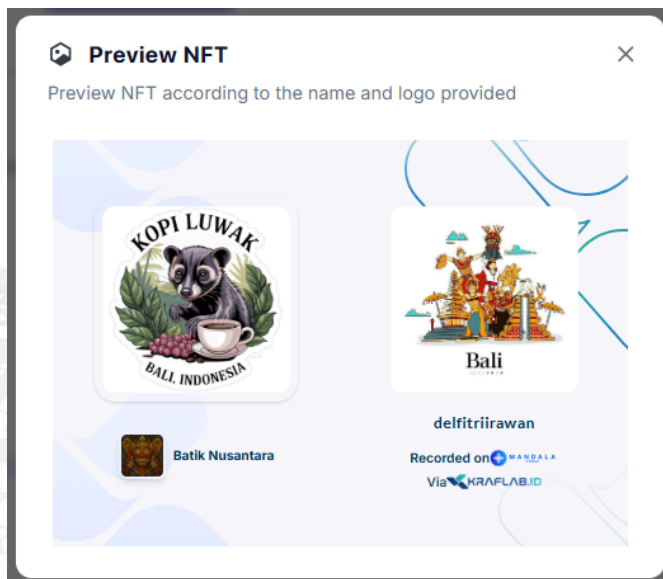 Preview NFT
Preview NFT according to the name and logo provided
KOPI LUWAK
BALI, INDONESIA
Batik Nusantara
Bali
delfitriirawan
Recorded on MANDALA
Via KRAFLAB.ID